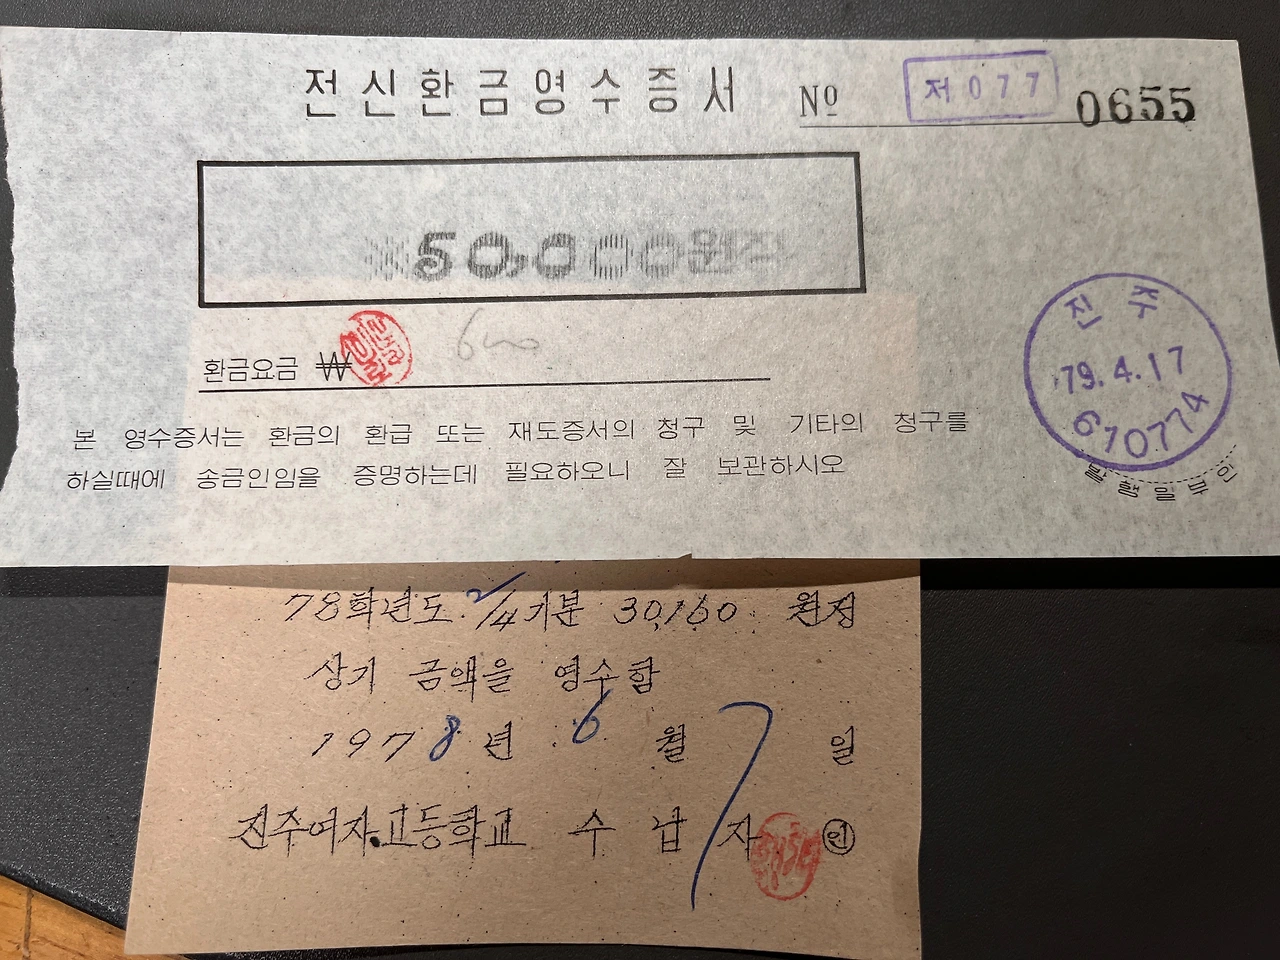 전신환금영수증서 № 저077 0655
50,000원
환금요금 ₩ 600
본 영수증서는 환금의 환급 또는 재도증서의 청구 및 기타의 청구를
하실때에 송금인임을 증명하는데 필요하오니 잘 보관하시오
진주
79.4.17
610774
발행일부인
78학년도 2/4기분 30,160 원정
상기 금액을 영수함
1978년 6월 7일
진주여자고등학교 수납자 ㊞